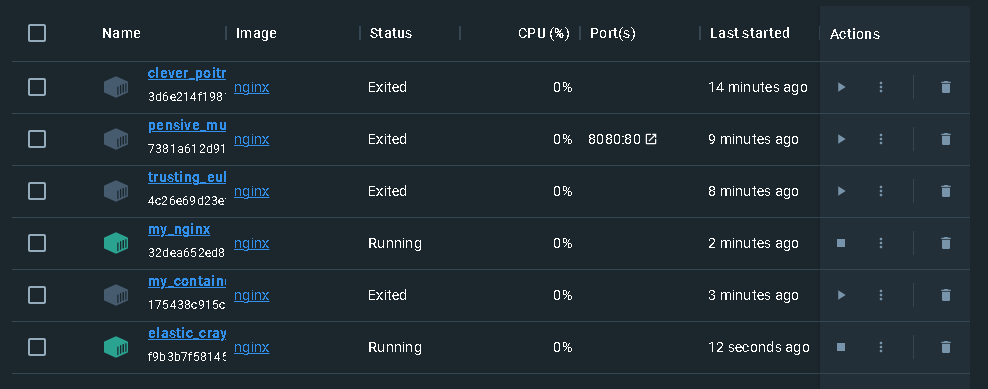 Name Image Status CPU (%) Port(s) Last started Actions
clever_poitr
3d6e214f198
nginx Exited 0% 14 minutes ago
pensive_mu
7381a612d91
nginx Exited 0% 8080:80 9 minutes ago
trusting_eul
4c26e69d23e
nginx Exited 0% 8 minutes ago
my_nginx
32dea652ed8
nginx Running 0% 2 minutes ago
my_contain
175438c915c
nginx Exited 0% 3 minutes ago
elastic_cray
f9b3b7f58145
nginx Running 0% 12 seconds ago